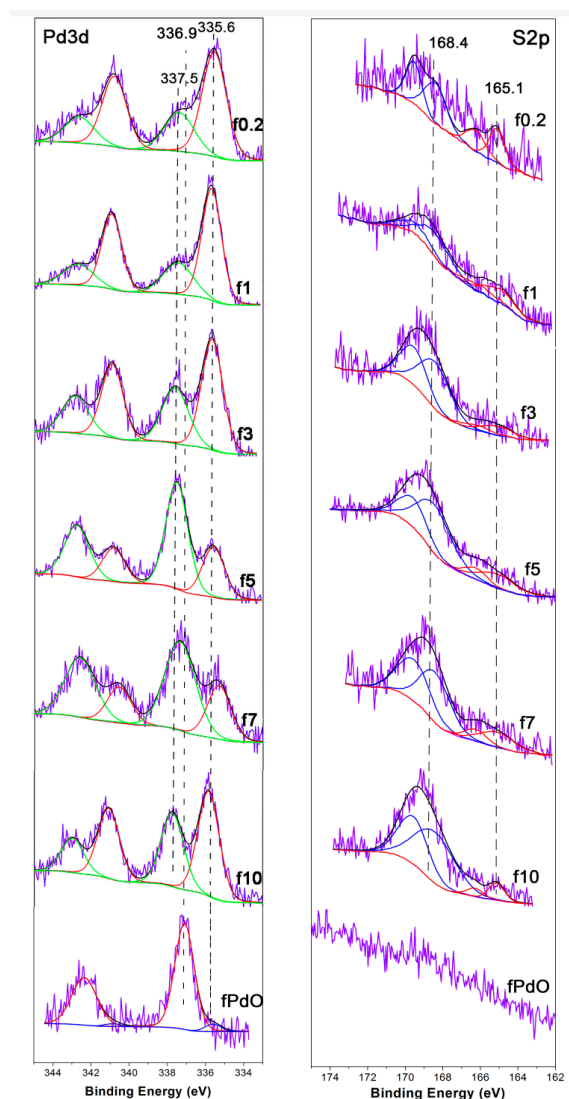 Pd3d
336.9
335.6
337.5
f0.2
f1
f3
f5
f7
f10
fPdO
344 342 340 338 336 334
Binding Energy (eV)
S2p
168.4
165.1
f0.2
f1
f3
f5
f7
f10
fPdO
174 172 170 168 166 164 162
Binding Energy (eV)